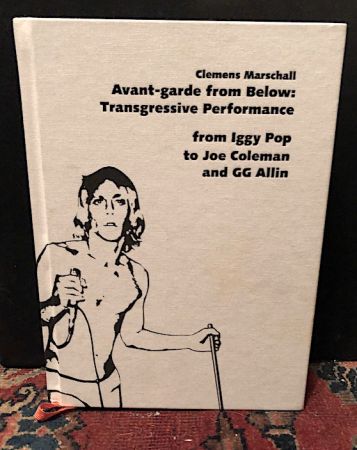 Clemens Marschall
Avant-garde from Below:
Transgressive Performance
from Iggy Pop
to Joe Coleman
and GG Allin